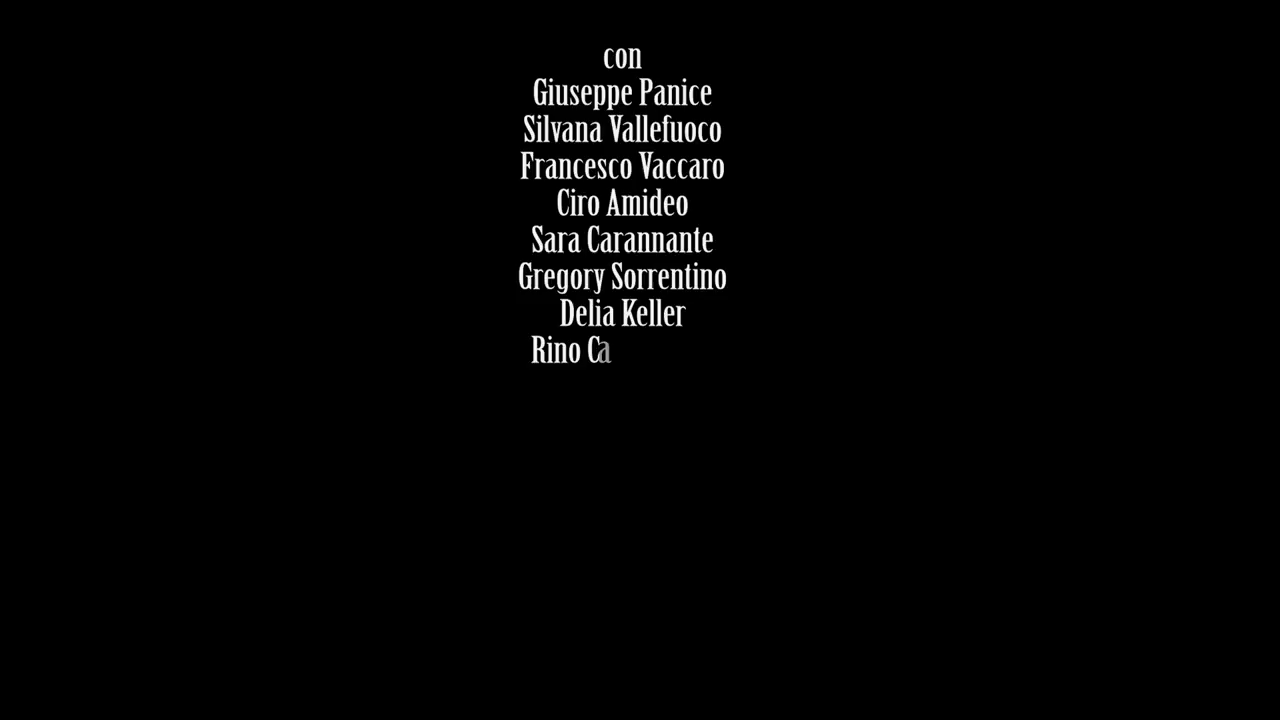 con
Giuseppe Panice
Silvana Vallefuoco
Francesco Vaccaro
Ciro Amideo
Sara Carannante
Gregory Sorrentino
Delia Keller
Rino Ca